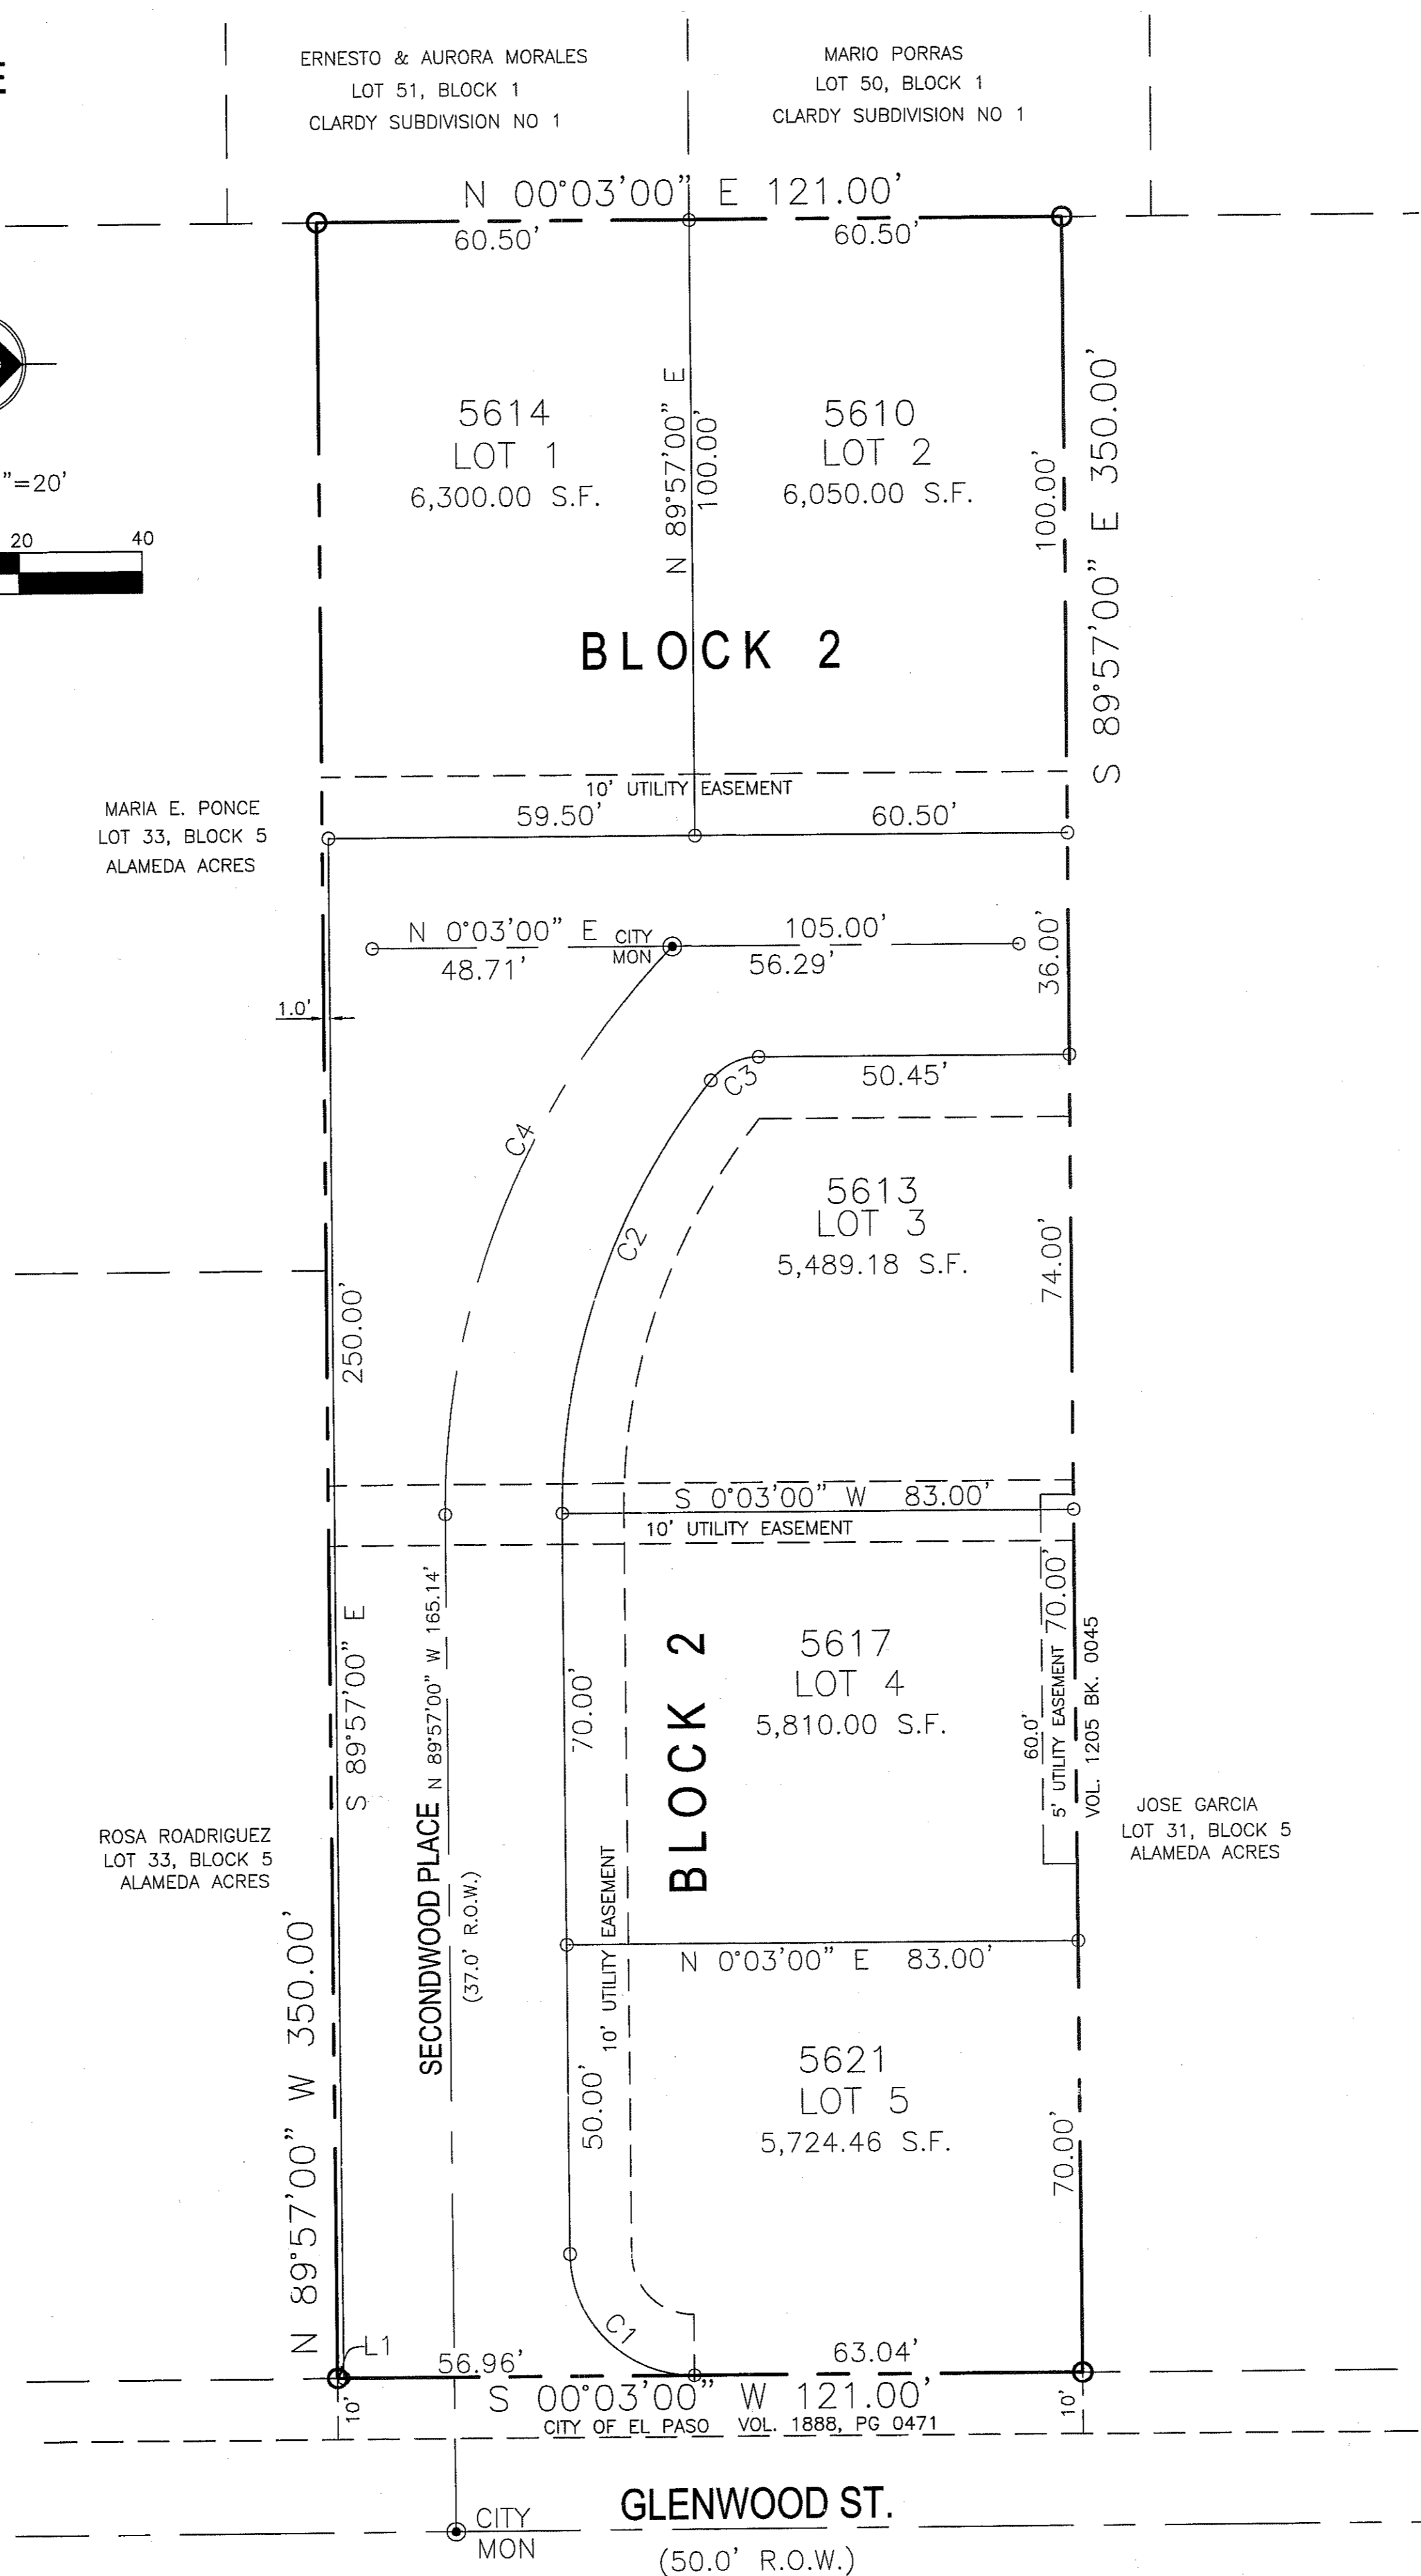 E
ERNESTO & AURORA MORALES
LOT 51, BLOCK 1
CLARDY SUBDIVISION NO 1
MARIO PORRAS
LOT 50, BLOCK 1
CLARDY SUBDIVISION NO 1
N 00°03'00" E 121.00'
60.50'
60.50'
"=20'
20
40
5614
LOT 1
6,300.00 S.F.
N 89°57'00" E
100.00'
5610
LOT 2
6,050.00 S.F.
100.00'
S 89°57'00" E 350.00'
BLOCK 2
10' UTILITY EASEMENT
59.50'
60.50'
MARIA E. PONCE
LOT 33, BLOCK 5
ALAMEDA ACRES
N 0°03'00" E
CITY
MON
105.00'
48.71'
56.29'
36.00'
1.0'
C3
50.45'
C4
C2
5613
LOT 3
5,489.18 S.F.
74.00'
250.00'
S 0°03'00" W 83.00'
10' UTILITY EASEMENT
S 89°57'00" E
SECONDWOOD PLACE
N 89°57'00" W 165.14'
(37.0' R.O.W.)
70.00'
BLOCK 2
5617
LOT 4
5,810.00 S.F.
60.0'
5' UTILITY EASEMENT
70.00'
VOL. 1205 BK. 0045
JOSE GARCIA
LOT 31, BLOCK 5
ALAMEDA ACRES
ROSA ROADRIGUEZ
LOT 33, BLOCK 5
ALAMEDA ACRES
10' UTILITY EASEMENT
N 0°03'00" E 83.00'
N 89°57'00" W 350.00'
50.00'
5621
LOT 5
5,724.46 S.F.
70.00'
C1
L1
56.96'
63.04'
S 00°03'00" W 121.00'
10'
10'
CITY OF EL PASO VOL. 1888, PG 0471
GLENWOOD ST.
CITY
MON
(50.0' R.O.W.)